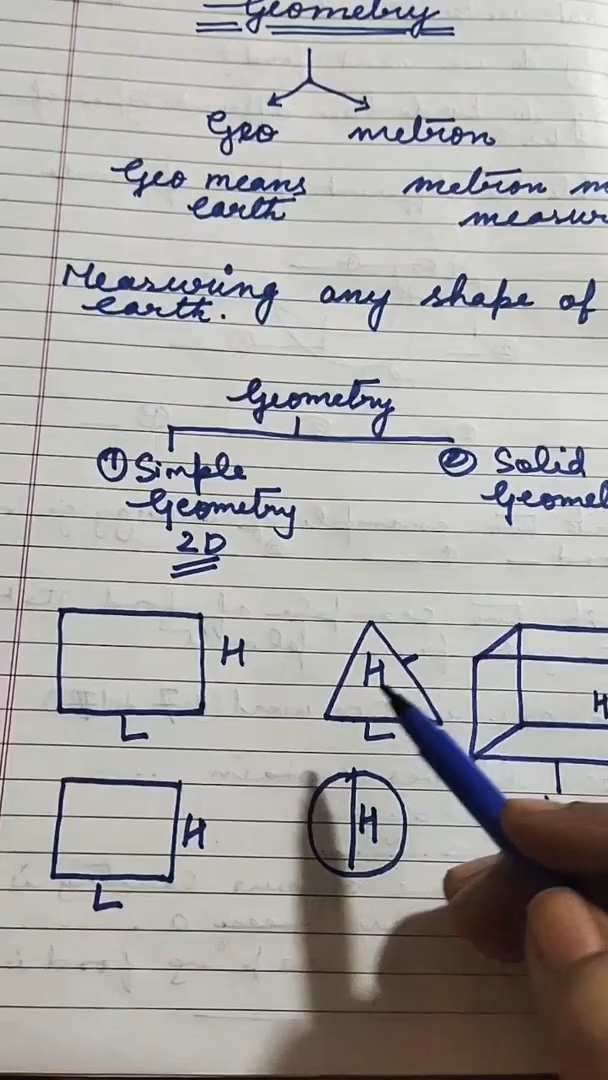 Geometry
Geo metron
Geo means metron
earth
Measuring any shape of
earth.
Geometry
① Simple ② Solid
Geometry
2D
H
H
H
L
L
H
H
L